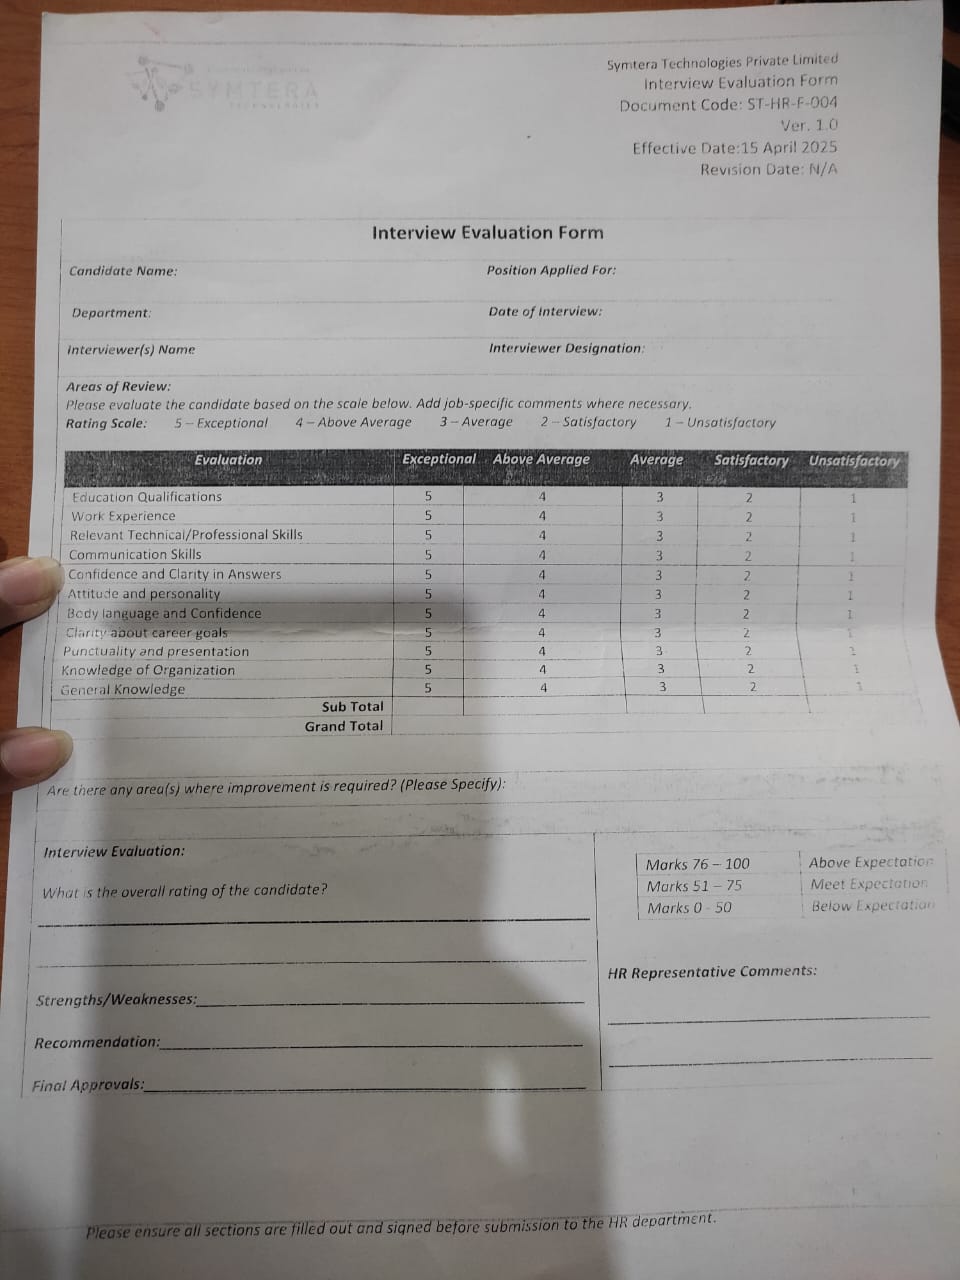 SYMTERA
TECHNOLOGIES
Symtera Technologies Private Limited
Interview Evaluation Form
Document Code: ST-HR-F-004
Ver. 1.0
Effective Date:15 April 2025
Revision Date: N/A
Interview Evaluation Form
Candidate Name: Position Applied For:
Department: Date of Interview:
Interviewer(s) Name Interviewer Designation:
Areas of Review:
Please evaluate the candidate based on the scale below. Add job-specific comments where necessary.
Rating Scale: 5 – Exceptional 4 – Above Average 3 – Average 2 – Satisfactory 1 – Unsatisfactory
Evaluation Exceptional Above Average Average Satisfactory Unsatisfactory
Education Qualifications 5 4 3 2 1
Work Experience 5 4 3 2 1
Relevant Technical/Professional Skills 5 4 3 2 1
Communication Skills 5 4 3 2 1
Confidence and Clarity in Answers 5 4 3 2 1
Attitude and personality 5 4 3 2 1
Body language and Confidence 5 4 3 2 1
Clarity about career goals 5 4 3 2 1
Punctuality and presentation 5 4 3 2 1
Knowledge of Organization 5 4 3 2 1
General Knowledge 5 4 3 2 1
Sub Total
Grand Total
Are there any area(s) where improvement is required? (Please Specify):
Interview Evaluation:
What is the overall rating of the candidate?
Strengths/Weaknesses:
Recommendation:
Final Approvals:
Marks 76 – 100 Above Expectation
Marks 51 – 75 Meet Expectation
Marks 0 - 50 Below Expectation
HR Representative Comments:
Please ensure all sections are filled out and signed before submission to the HR department.